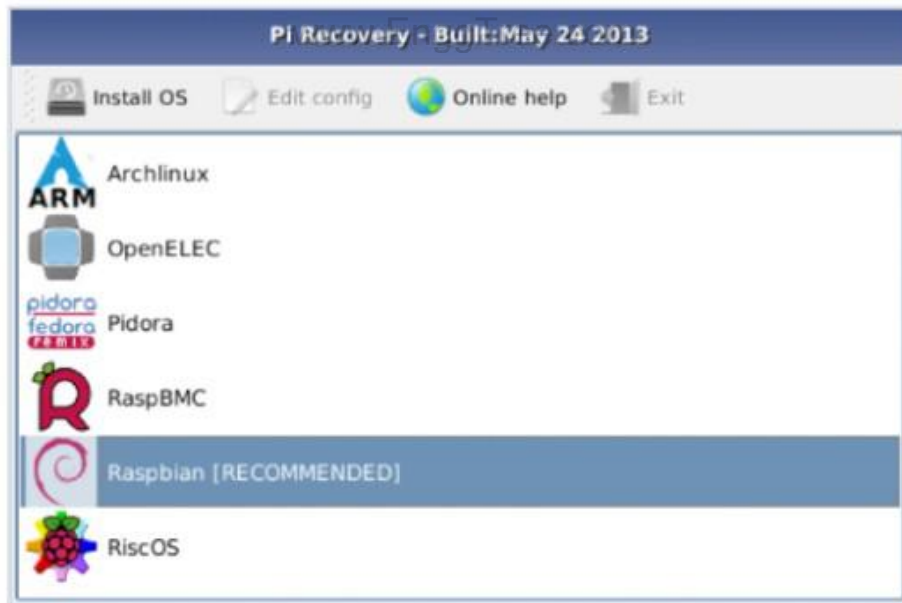 Pi Recovery - Built:May 24 2013
Install OS Edit config Online help Exit
ARM Archlinux
OpenELEC
pidora
fedora
remix
Pidora
RaspBMC
Raspbian [RECOMMENDED]
RiscOS